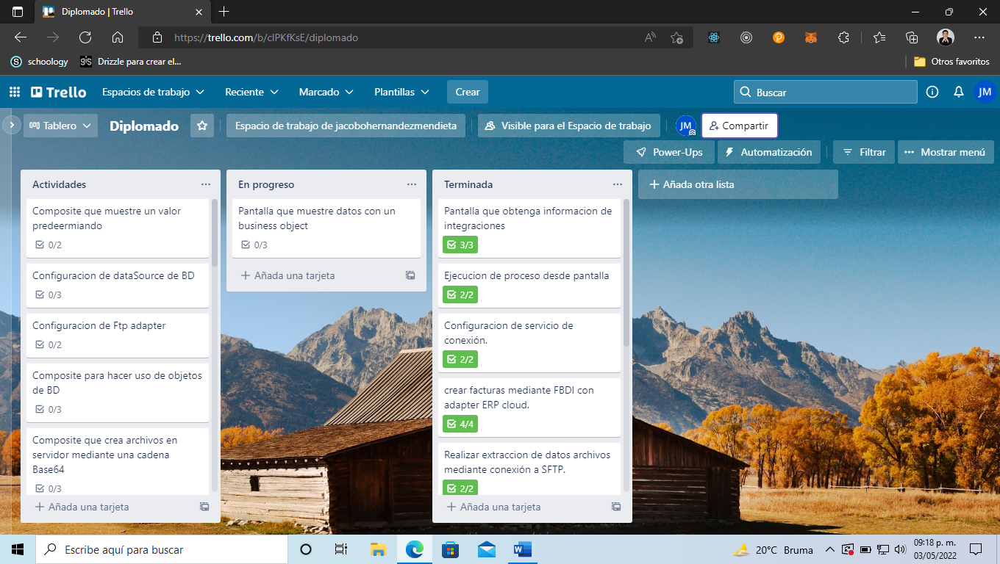 Diplomado | Trello
https://trello.com/b/clPKfKsE/diplomado
schoology
Drizzle para crear el...
Otros favoritos
Trello
Espacios de trabajo
Reciente
Marcado
Plantillas
Crear
Buscar
JM
Tablero
Diplomado
Espacio de trabajo de jacobohernandezmendieta
Visible para el Espacio de trabajo
JM
Compartir
Power-Ups
Automatización
Filtrar
Mostrar menú
Actividades
Composite que muestre un valor
predeermiando
0/2
Configuracion de dataSource de BD
0/3
Configuracion de Ftp adapter
0/2
Composite para hacer uso de objetos
de BD
0/3
Composite que crea archivos en
servidor mediante una cadena
Base64
0/3
Añada una tarjeta
En progreso
Pantalla que muestre datos con un
business object
0/3
Añada una tarjeta
Terminada
Pantalla que obtenga informacion de
integraciones
3/3
Ejecucion de proceso desde pantalla
2/2
Configuracion de servicio de
conexión.
2/2
crear facturas mediante FBDI con
adapter ERP cloud.
4/4
Realizar extraccion de datos archivos
mediante conexión a SFTP.
2/2
Añada una tarjeta
Añada otra lista
Escribe aquí para buscar
20°C Bruma
09:18 p. m.
03/05/2022